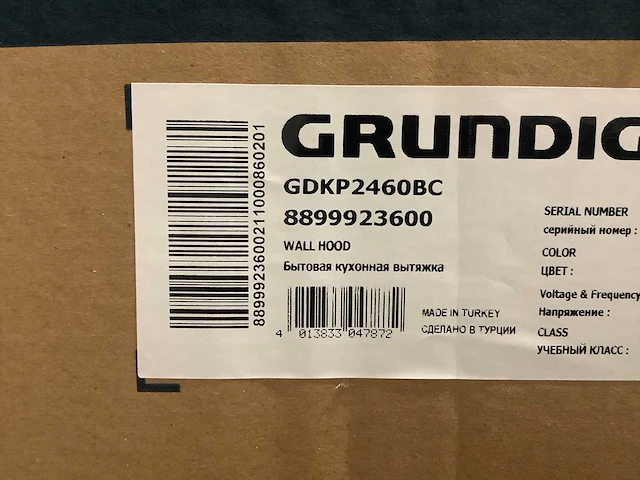 GRUNDIG
GDKP2460BC
8899923600
WALL HOOD
Бытовая кухонная вытяжка
8899923600211000860201
4 013833 047872
MADE IN TURKEY
СДЕЛАНО В ТУРЦИИ
SERIAL NUMBER
серийный номер :
COLOR
ЦВЕТ :
Voltage & Frequency
Напряжение :
CLASS
УЧЕБНЫЙ КЛАСС :